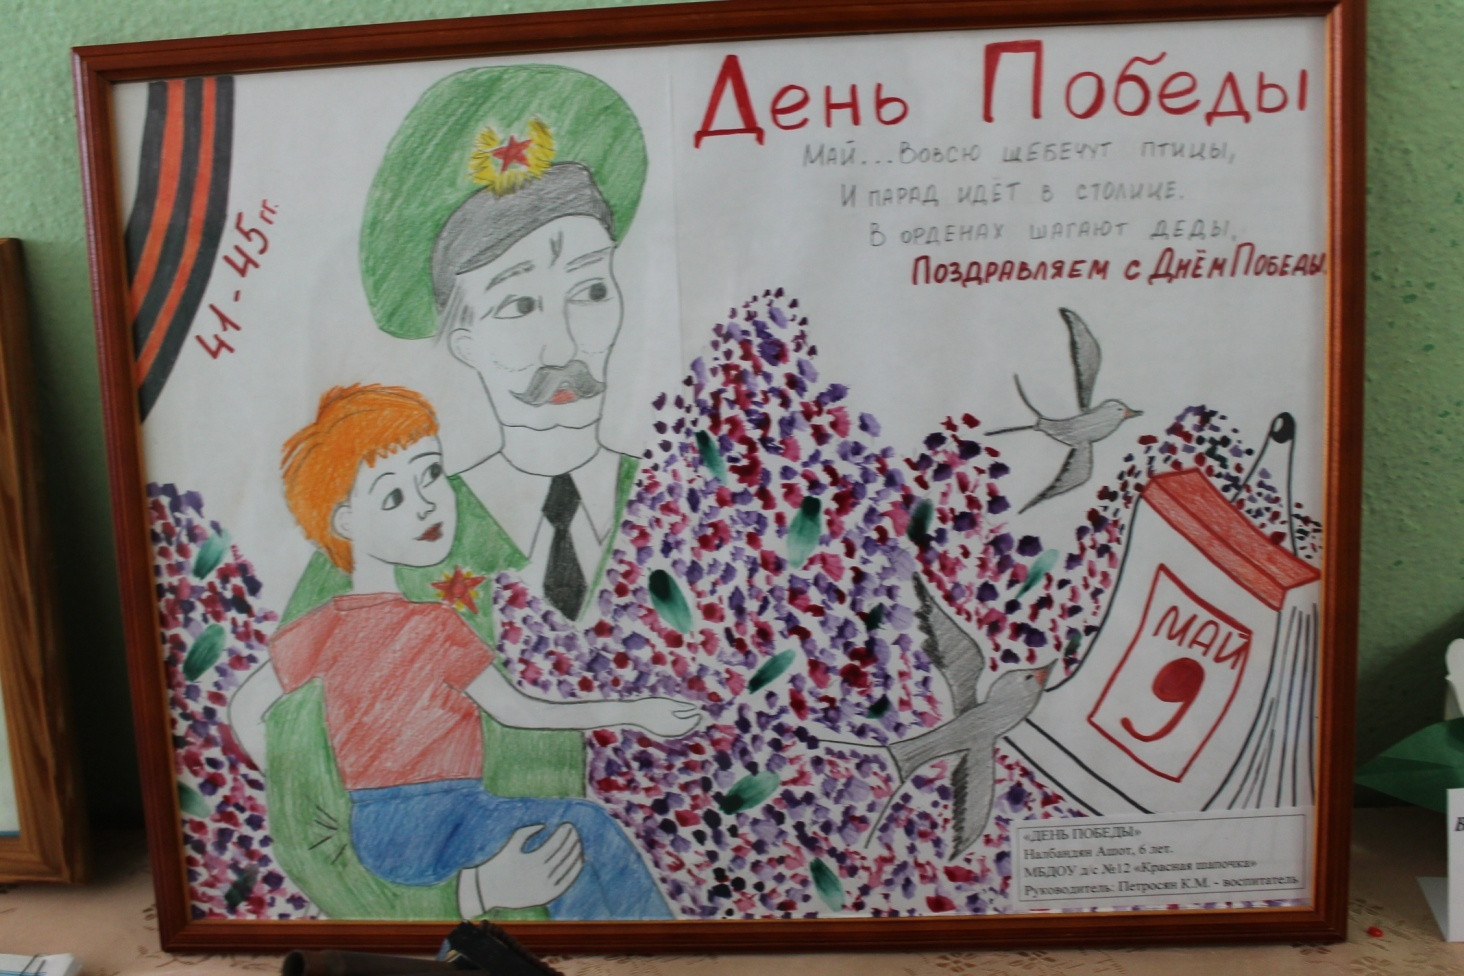 День Победы
Май... Вовсю щебечут птицы,
И парад идёт в столице.
В орденах шагают деды,
Поздравляем с Днём Победы.
41-45 гг.
МАЙ
9
«ДЕНЬ ПОБЕДЫ»
Налбандян Ашот, 6 лет.
МБДОУ д/с №12 «Красная шапочка»
Руководитель: Петросян К.М. - воспитатель